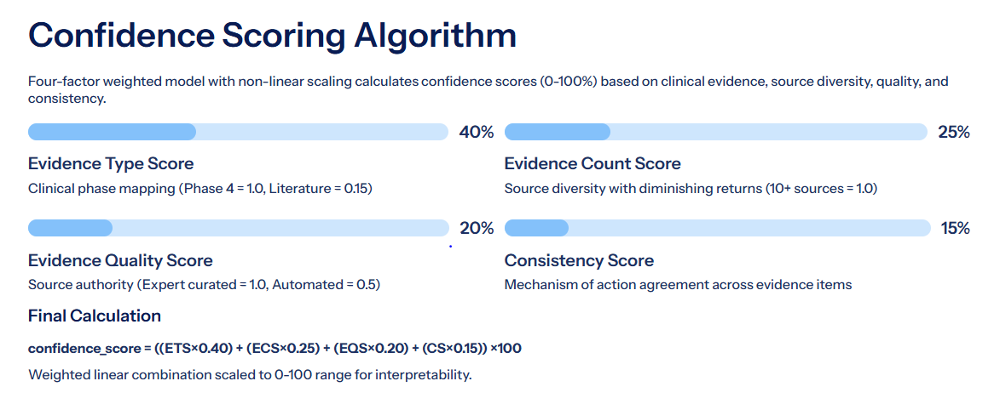 Confidence Scoring Algorithm
Four-factor weighted model with non-linear scaling calculates confidence scores (0-100%) based on clinical evidence, source diversity, quality, and
consistency.
40%
Evidence Type Score
Clinical phase mapping (Phase 4 = 1.0, Literature = 0.15)
25%
Evidence Count Score
Source diversity with diminishing returns (10+ sources = 1.0)
20%
Evidence Quality Score
Source authority (Expert curated = 1.0, Automated = 0.5)
15%
Consistency Score
Mechanism of action agreement across evidence items
Final Calculation
confidence_score = ((ETS×0.40) + (ECS×0.25) + (EQS×0.20) + (CS×0.15)) ×100
Weighted linear combination scaled to 0-100 range for interpretability.